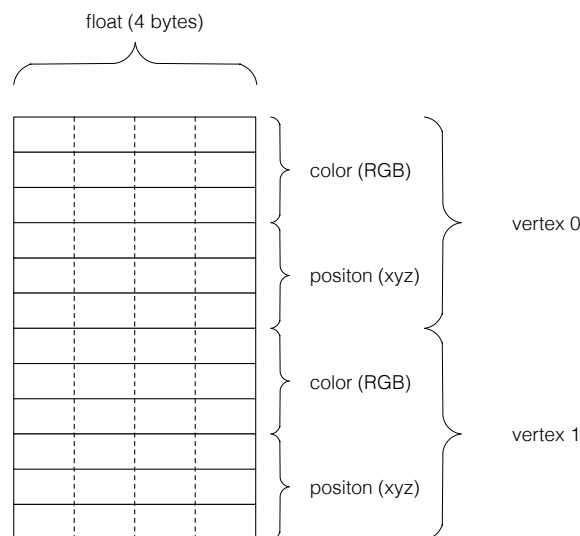 float (4 bytes)
color (RGB)
vertex 0
positon (xyz)
color (RGB)
vertex 1
positon (xyz)